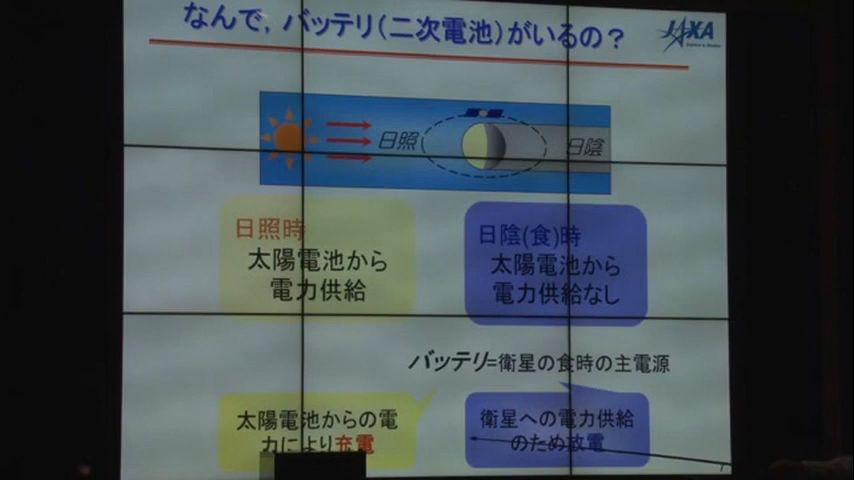 なんで，バッテリ(二次電池)がいるの？
JAXA
日照
日陰
日照時
太陽電池から
電力供給
日陰(食)時
太陽電池から
電力供給なし
バッテリ=衛星の食時の主電源
太陽電池からの電
力により充電
衛星への電力供給
のため放電